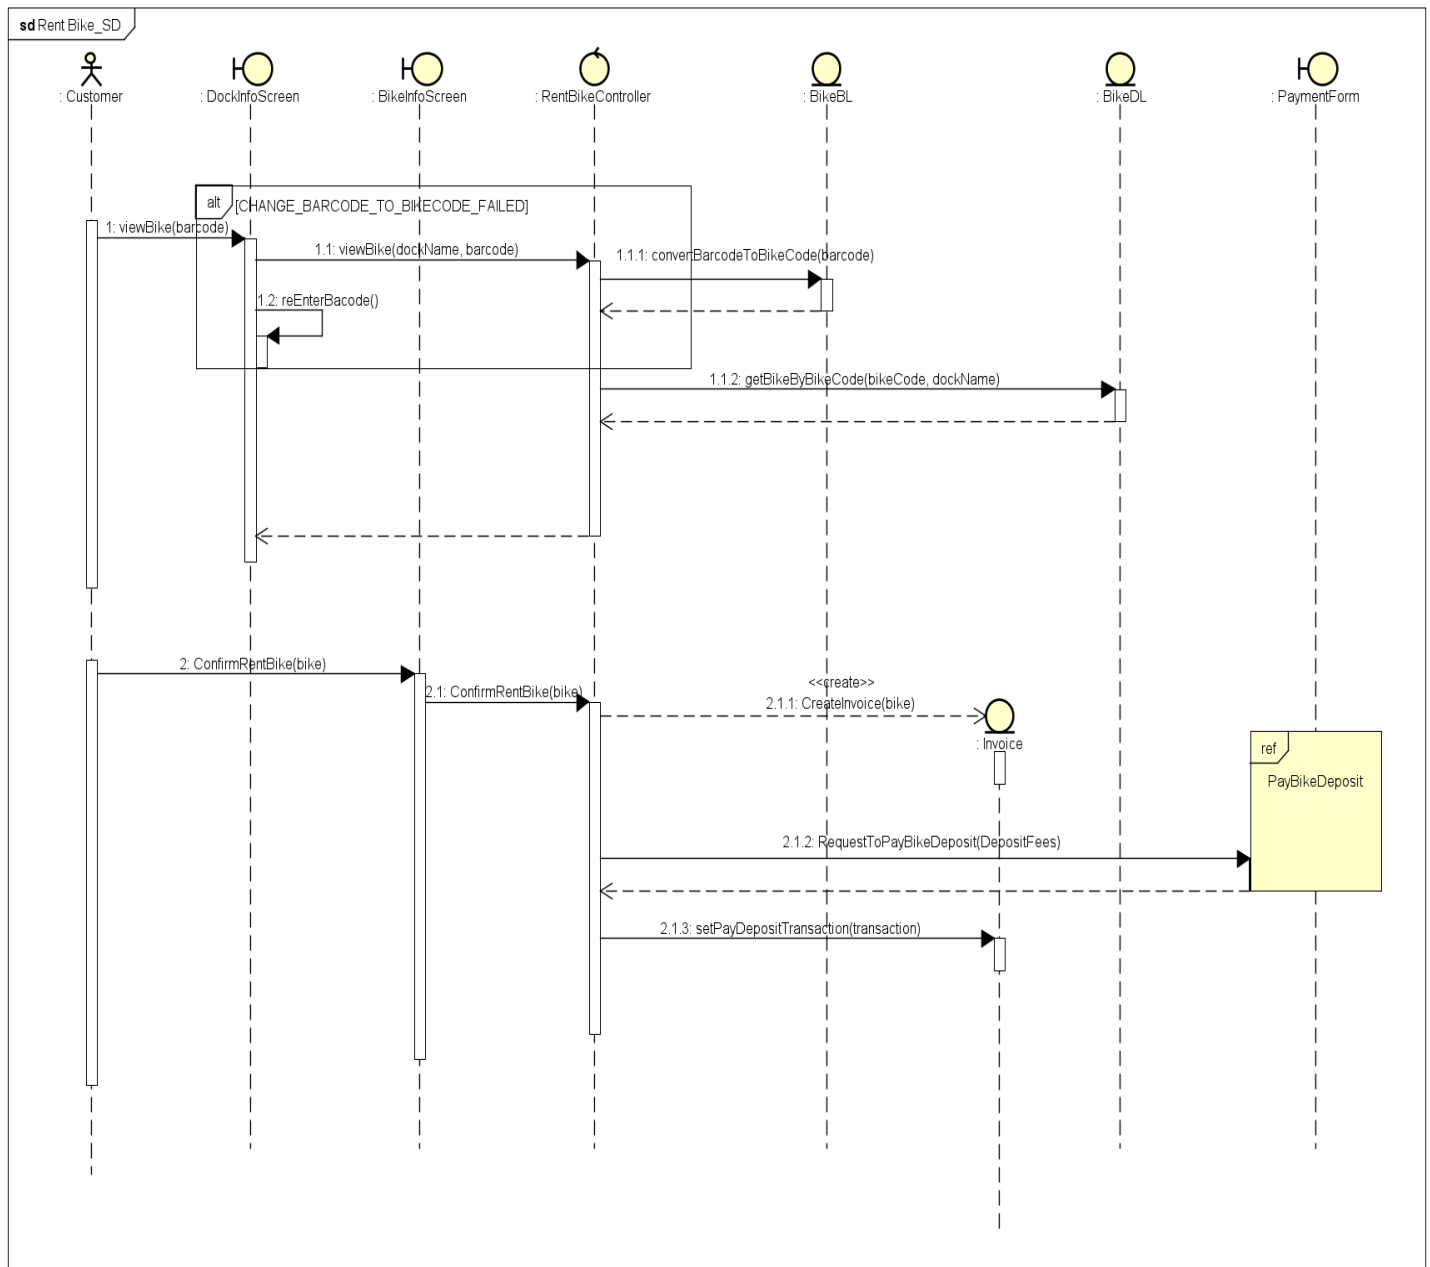 sd Rent Bike_SD
: Customer
: DockInfoScreen
: BikeInfoScreen
: RentBikeController
: BikeBL
: BikeDL
: PaymentForm
alt
[CHANGE_BARCODE_TO_BIKECODE_FAILED]
1: viewBike(barcode)
1.1: viewBike(dockName, barcode)
1.1.1: convertBarcodeToBikeCode(barcode)
1.2: reEnterBacode()
1.1.2: getBikeByBikeCode(bikeCode, dockName)
2: ConfirmRentBike(bike)
2.1: ConfirmRentBike(bike)
<<create>>
2.1.1: CreateInvoice(bike)
: Invoice
ref
PayBikeDeposit
2.1.2: RequestToPayBikeDeposit(DepositFees)
2.1.3: setPayDepositTransaction(transaction)